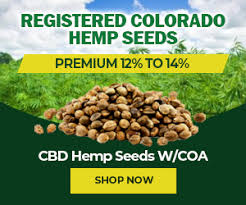 REGISTERED COLORADO
HEMP SEEDS
PREMIUM 12% TO 14%
CBD Hemp Seeds W/COA
SHOP NOW